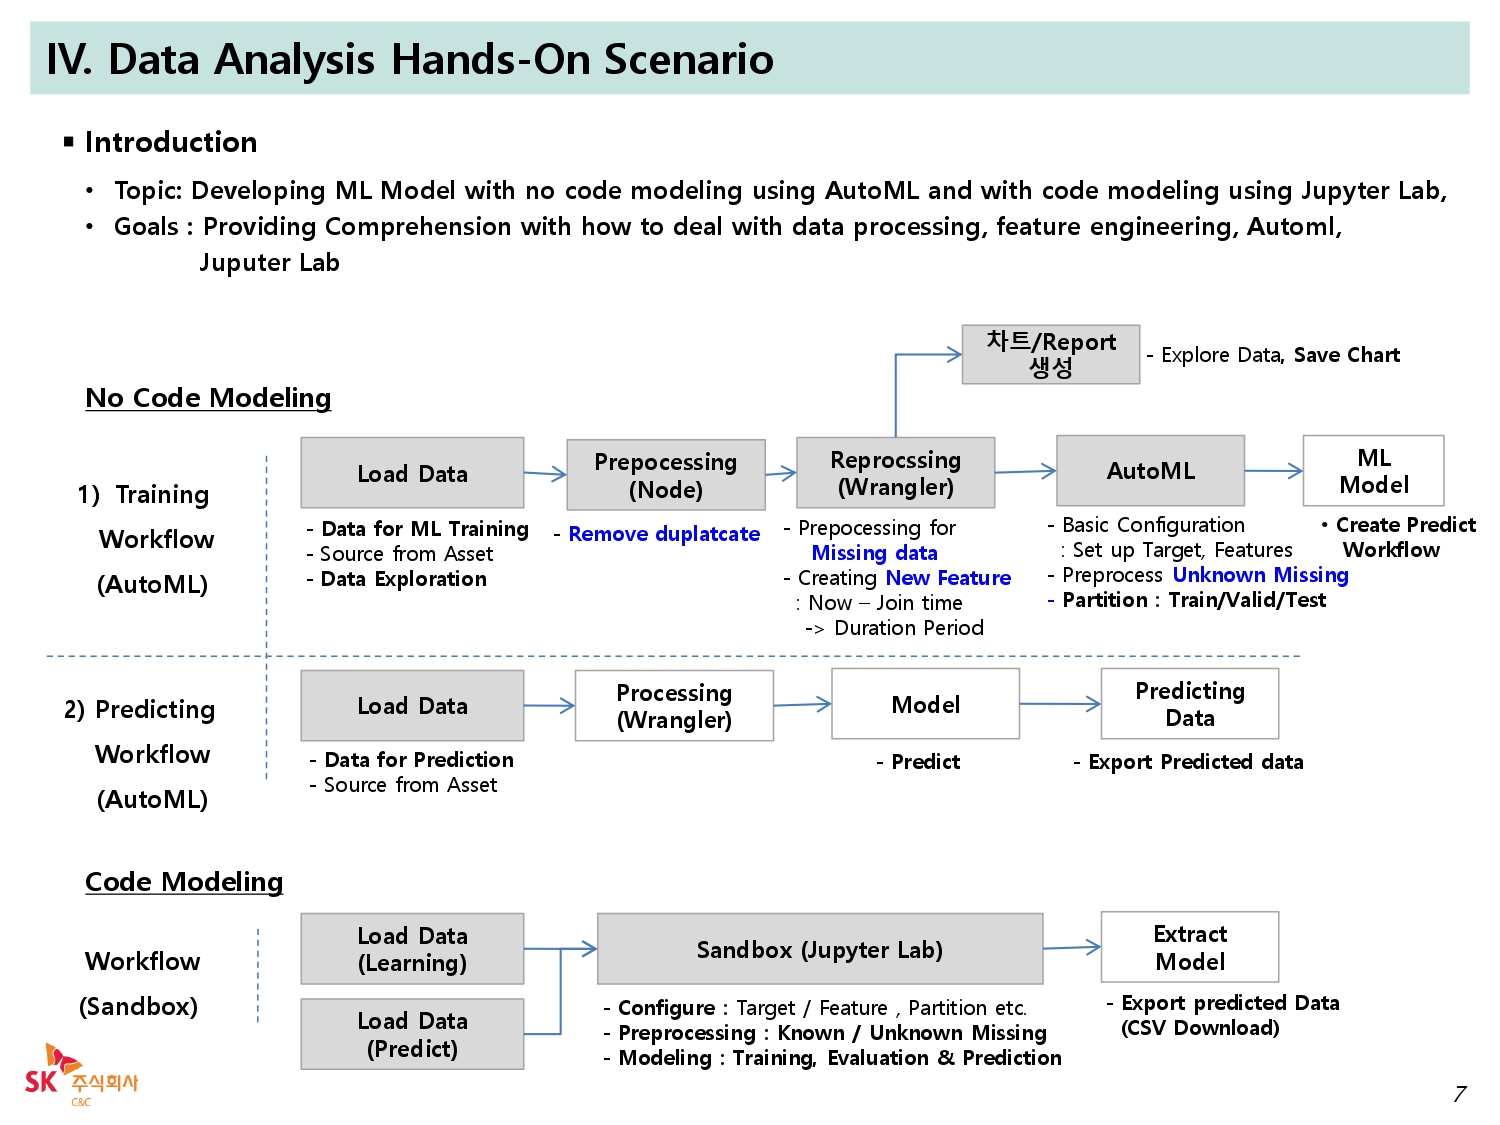 IV. Data Analysis Hands-On Scenario
▪ Introduction
• Topic: Developing ML Model with no code modeling using AutoML and with code modeling using Jupyter Lab,
• Goals : Providing Comprehension with how to deal with data processing, feature engineering, Automl,
Juputer Lab
차트/Report
생성
- Explore Data, Save Chart
No Code Modeling
1) Training
Workflow
(AutoML)
Load Data
- Data for ML Training
- Source from Asset
- Data Exploration
Prepocessing
(Node)
- Remove duplatcate
Reprocssing
(Wrangler)
- Prepocessing for
Missing data
- Creating New Feature
: Now – Join time
-> Duration Period
AutoML
- Basic Configuration
: Set up Target, Features
- Preprocess Unknown Missing
- Partition : Train/Valid/Test
ML
Model
• Create Predict
Workflow
2) Predicting
Workflow
(AutoML)
Load Data
- Data for Prediction
- Source from Asset
Processing
(Wrangler)
Model
- Predict
Predicting
Data
- Export Predicted data
Code Modeling
Workflow
(Sandbox)
Load Data
(Learning)
Load Data
(Predict)
Sandbox (Jupyter Lab)
- Configure : Target / Feature , Partition etc.
- Preprocessing : Known / Unknown Missing
- Modeling : Training, Evaluation & Prediction
Extract
Model
- Export predicted Data
(CSV Download)
SK 주식회사
C&C
7